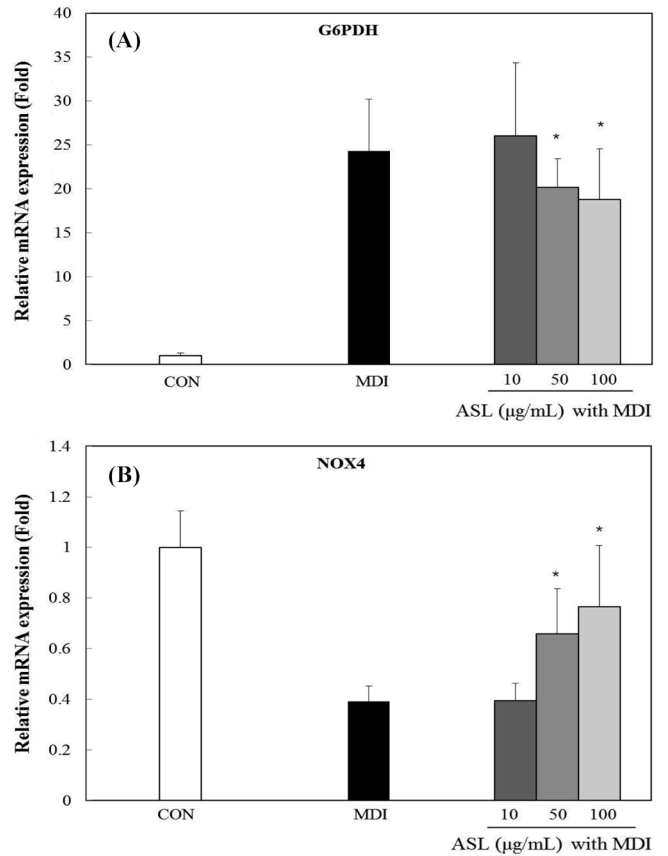 (A)
G6PDH
Relative mRNA expression (Fold)
40
35
30
25
20
15
10
5
0
*
*
CON
MDI
10 50 100
ASL (μg/mL) with MDI
(B)
NOX4
Relative mRNA expression (Fold)
1.4
1.2
1
0.8
0.6
0.4
0.2
0
*
*
CON
MDI
10 50 100
ASL (μg/mL) with MDI